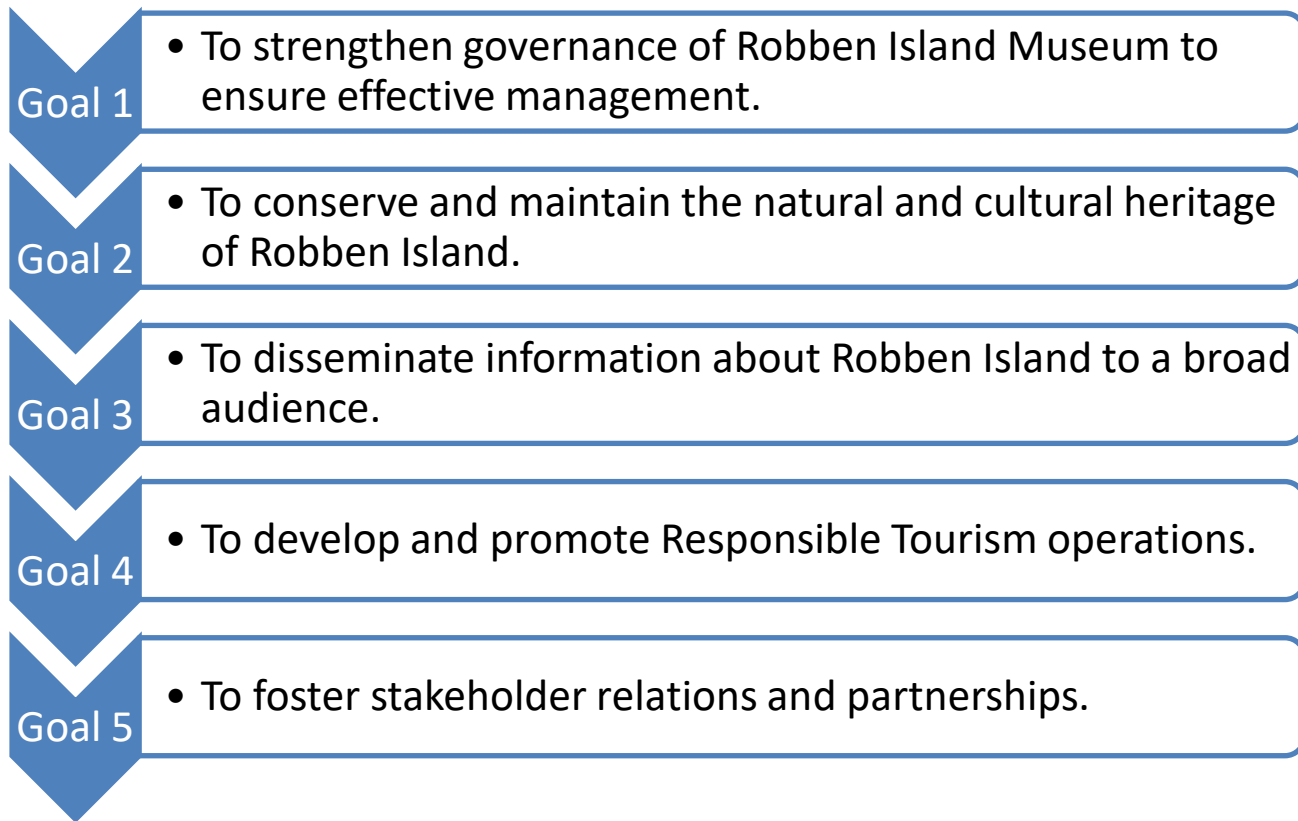 Goal 1
• To strengthen governance of Robben Island Museum to
ensure effective management.
Goal 2
• To conserve and maintain the natural and cultural heritage
of Robben Island.
Goal 3
• To disseminate information about Robben Island to a broad
audience.
Goal 4
• To develop and promote Responsible Tourism operations.
Goal 5
• To foster stakeholder relations and partnerships.